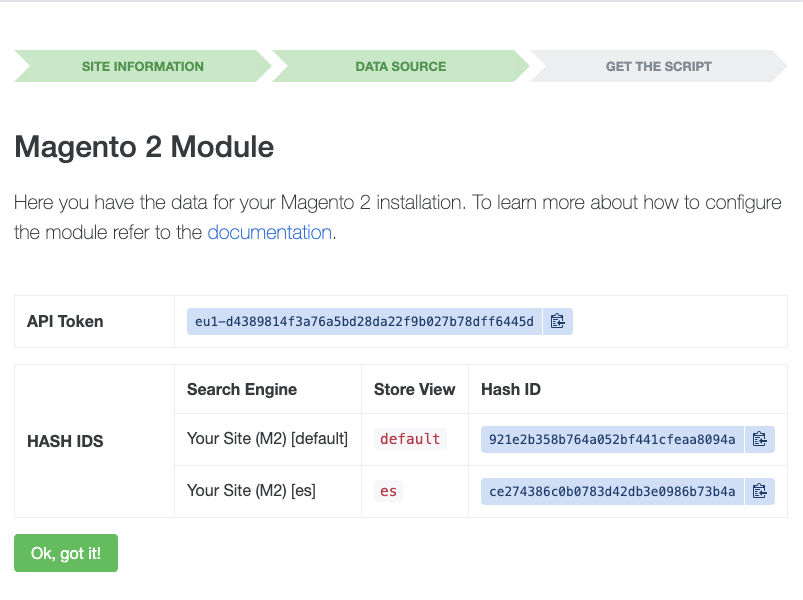 SITE INFORMATION
DATA SOURCE
GET THE SCRIPT
Magento 2 Module
Here you have the data for your Magento 2 installation. To learn more about how to configure
the module refer to the documentation.
API Token
eu1-d4389814f3a76a5bd28da22f9b027b78dff6445d
Search Engine
Store View
Hash ID
HASH IDS
Your Site (M2) [default]
default
921e2b358b764a052bf441cfeaa8094a
Your Site (M2) [es]
es
ce274386c0b0783d42db3e0986b73b4a
Ok, got it!